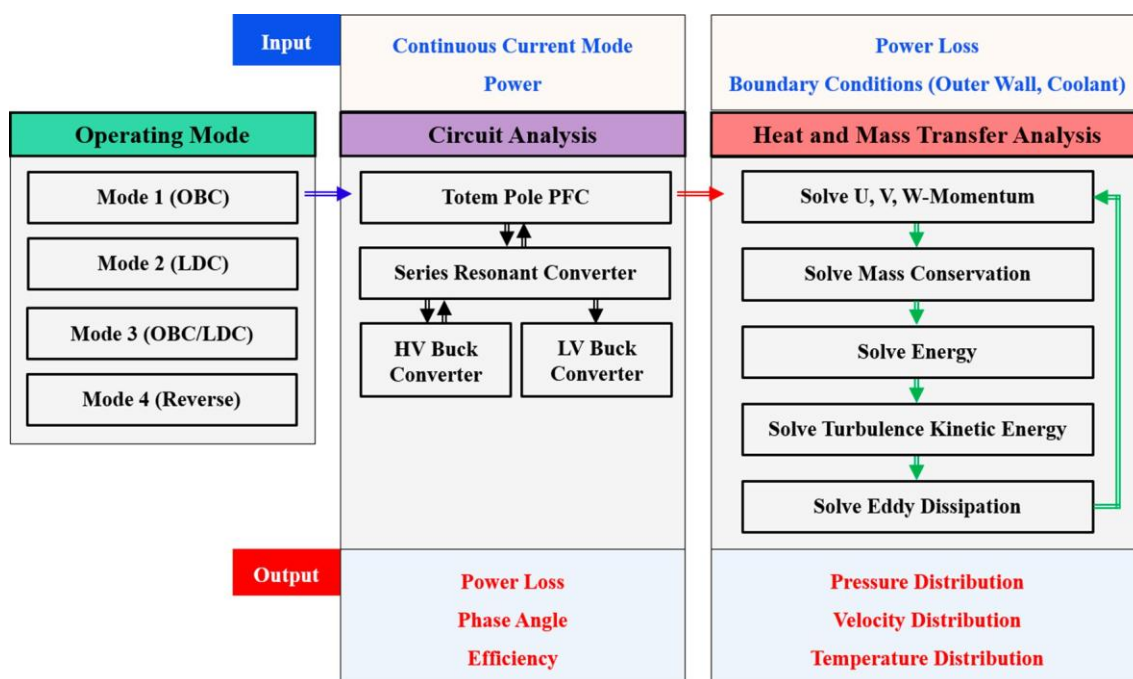 Input
Continuous Current Mode
Power
Power Loss
Boundary Conditions (Outer Wall, Coolant)
Operating Mode
Circuit Analysis
Heat and Mass Transfer Analysis
Mode 1 (OBC)
Mode 2 (LDC)
Mode 3 (OBC/LDC)
Mode 4 (Reverse)
Totem Pole PFC
Series Resonant Converter
HV Buck
Converter
LV Buck
Converter
Solve U, V, W-Momentum
Solve Mass Conservation
Solve Energy
Solve Turbulence Kinetic Energy
Solve Eddy Dissipation
Output
Power Loss
Phase Angle
Efficiency
Pressure Distribution
Velocity Distribution
Temperature Distribution